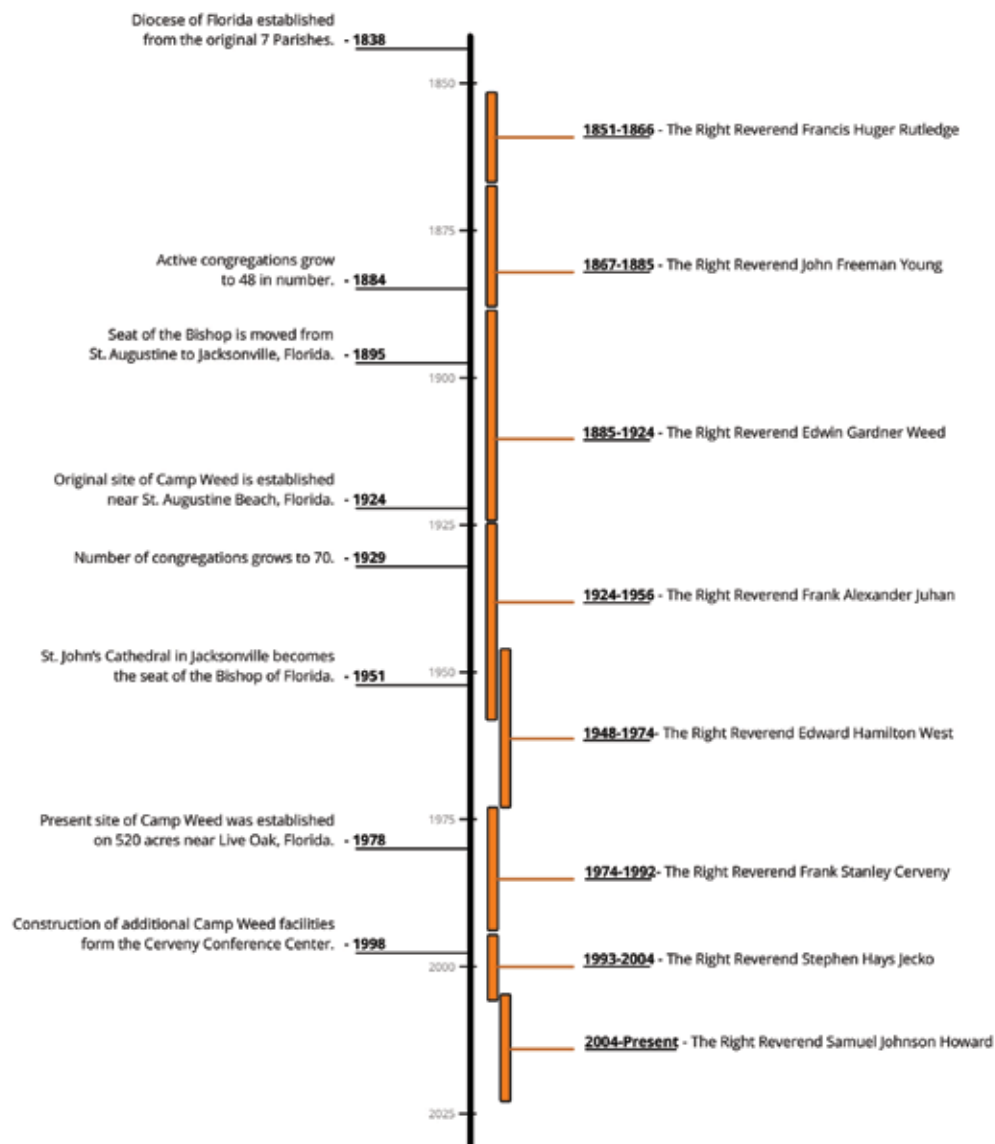 Diocese of Florida established
from the original 7 Parishes. - 1838
1850
1851-1866 - The Right Reverend Francis Huger Rutledge
1875
1867-1885 - The Right Reverend John Freeman Young
Active congregations grow
to 48 in number. - 1884
Seat of the Bishop is moved from
St. Augustine to Jacksonville, Florida. - 1895
1900
1885-1924 - The Right Reverend Edwin Gardner Weed
Original site of Camp Weed is established
near St. Augustine Beach, Florida. - 1924
1925
Number of congregations grows to 70. - 1929
1924-1956 - The Right Reverend Frank Alexander Juhan
St. John's Cathedral in Jacksonville becomes
the seat of the Bishop of Florida. - 1951
1950
1948-1974- The Right Reverend Edward Hamilton West
1975
Present site of Camp Weed was established
on 520 acres near Live Oak, Florida. - 1978
1974-1992- The Right Reverend Frank Stanley Cerveny
Construction of additional Camp Weed facilities
form the Cerveny Conference Center. - 1998
1993-2004 - The Right Reverend Stephen Hays Jecko
2000
2004-Present - The Right Reverend Samuel Johnson Howard
2025